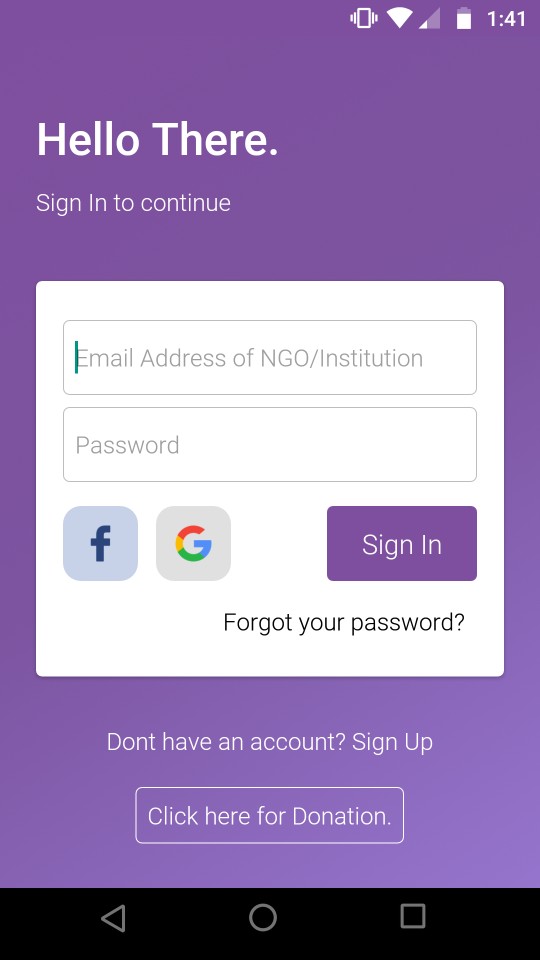 1:41
Hello There.
Sign In to continue
Email Address of NGO/Institution
Password
f G Sign In
Forgot your password?
Dont have an account? Sign Up
Click here for Donation.